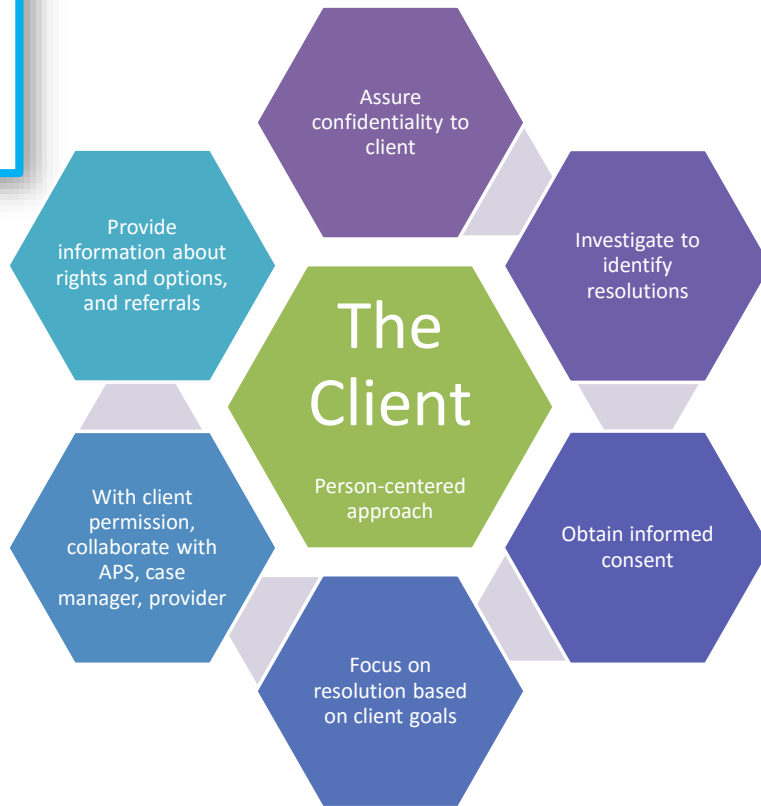 Assure
confidentiality to
client
Investigate to
identify
resolutions
Obtain informed
consent
Focus on
resolution based
on client goals
With client
permission,
collaborate with
APS, case
manager, provider
Provide
information about
rights and options,
and referrals
The
Client
Person-centered
approach